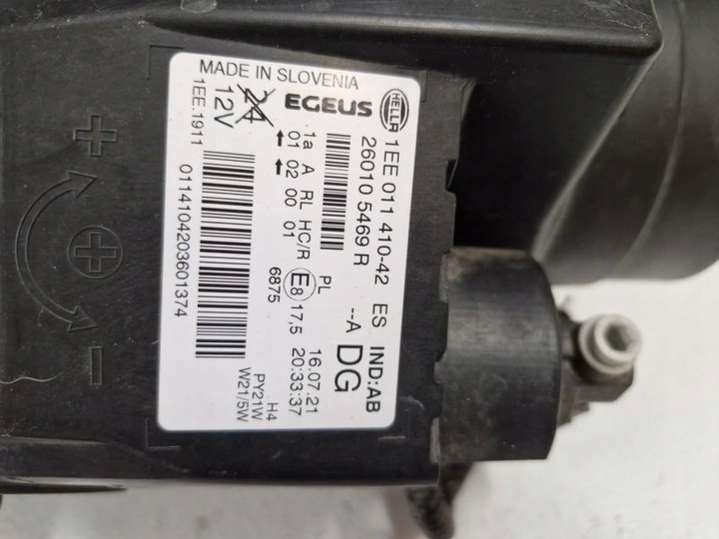 MADE IN SLOVENIA
HELLA
EGEUS
24
12V
1EE.1911
1EE 011 410-42 ES IND:AB
26010 5469 R --A DG
1a A RL HC/R PL
01 02 00 01
E8 17,5
6875
16.07.21
20:33:37
H4
PY21W
W21/5W
0114104203601374
+
-